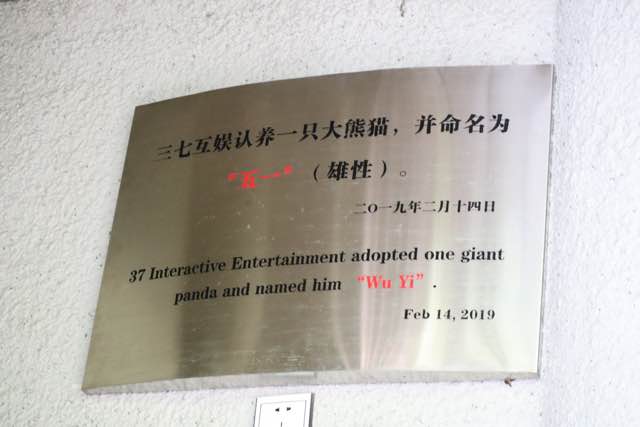 三七互娱认养一只大熊猫，并命名为
“五一”（雄性）。
二〇一九年二月十四日
37 Interactive Entertainment adopted one giant
panda and named him “Wu Yi”.
Feb 14, 2019